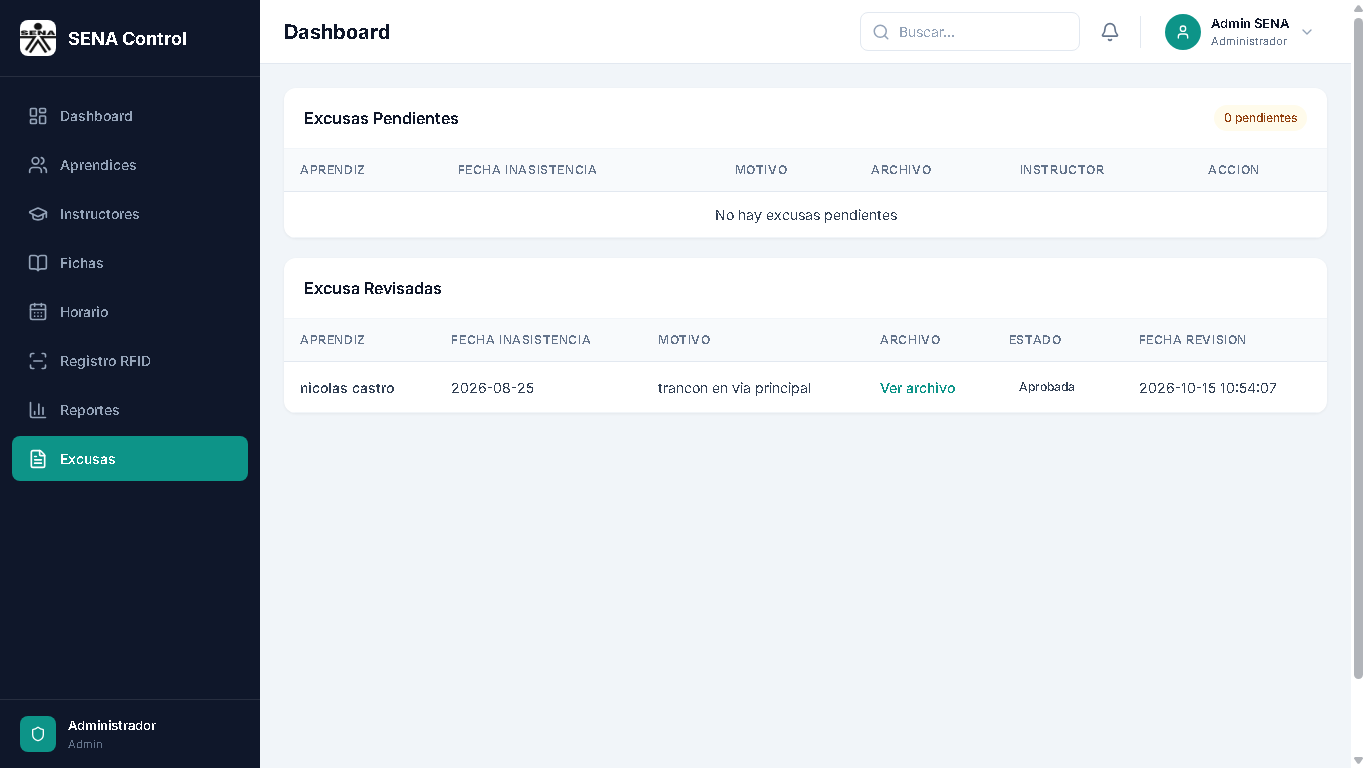 SENA
SENA Control
Dashboard
Aprendices
Instructores
Fichas
Horario
Registro RFID
Reportes
Excusas
Administrador
Admin
Dashboard
Buscar...
Admin SENA
Administrador
Excusas Pendientes
0 pendientes
APRENDIZ FECHA INASISTENCIA MOTIVO ARCHIVO INSTRUCTOR ACCION
No hay excusas pendientes
Excusa Revisadas
APRENDIZ FECHA INASISTENCIA MOTIVO ARCHIVO ESTADO FECHA REVISION
nicolas castro 2026-08-25 trancon en via principal Ver archivo Aprobada 2026-10-15 10:54:07